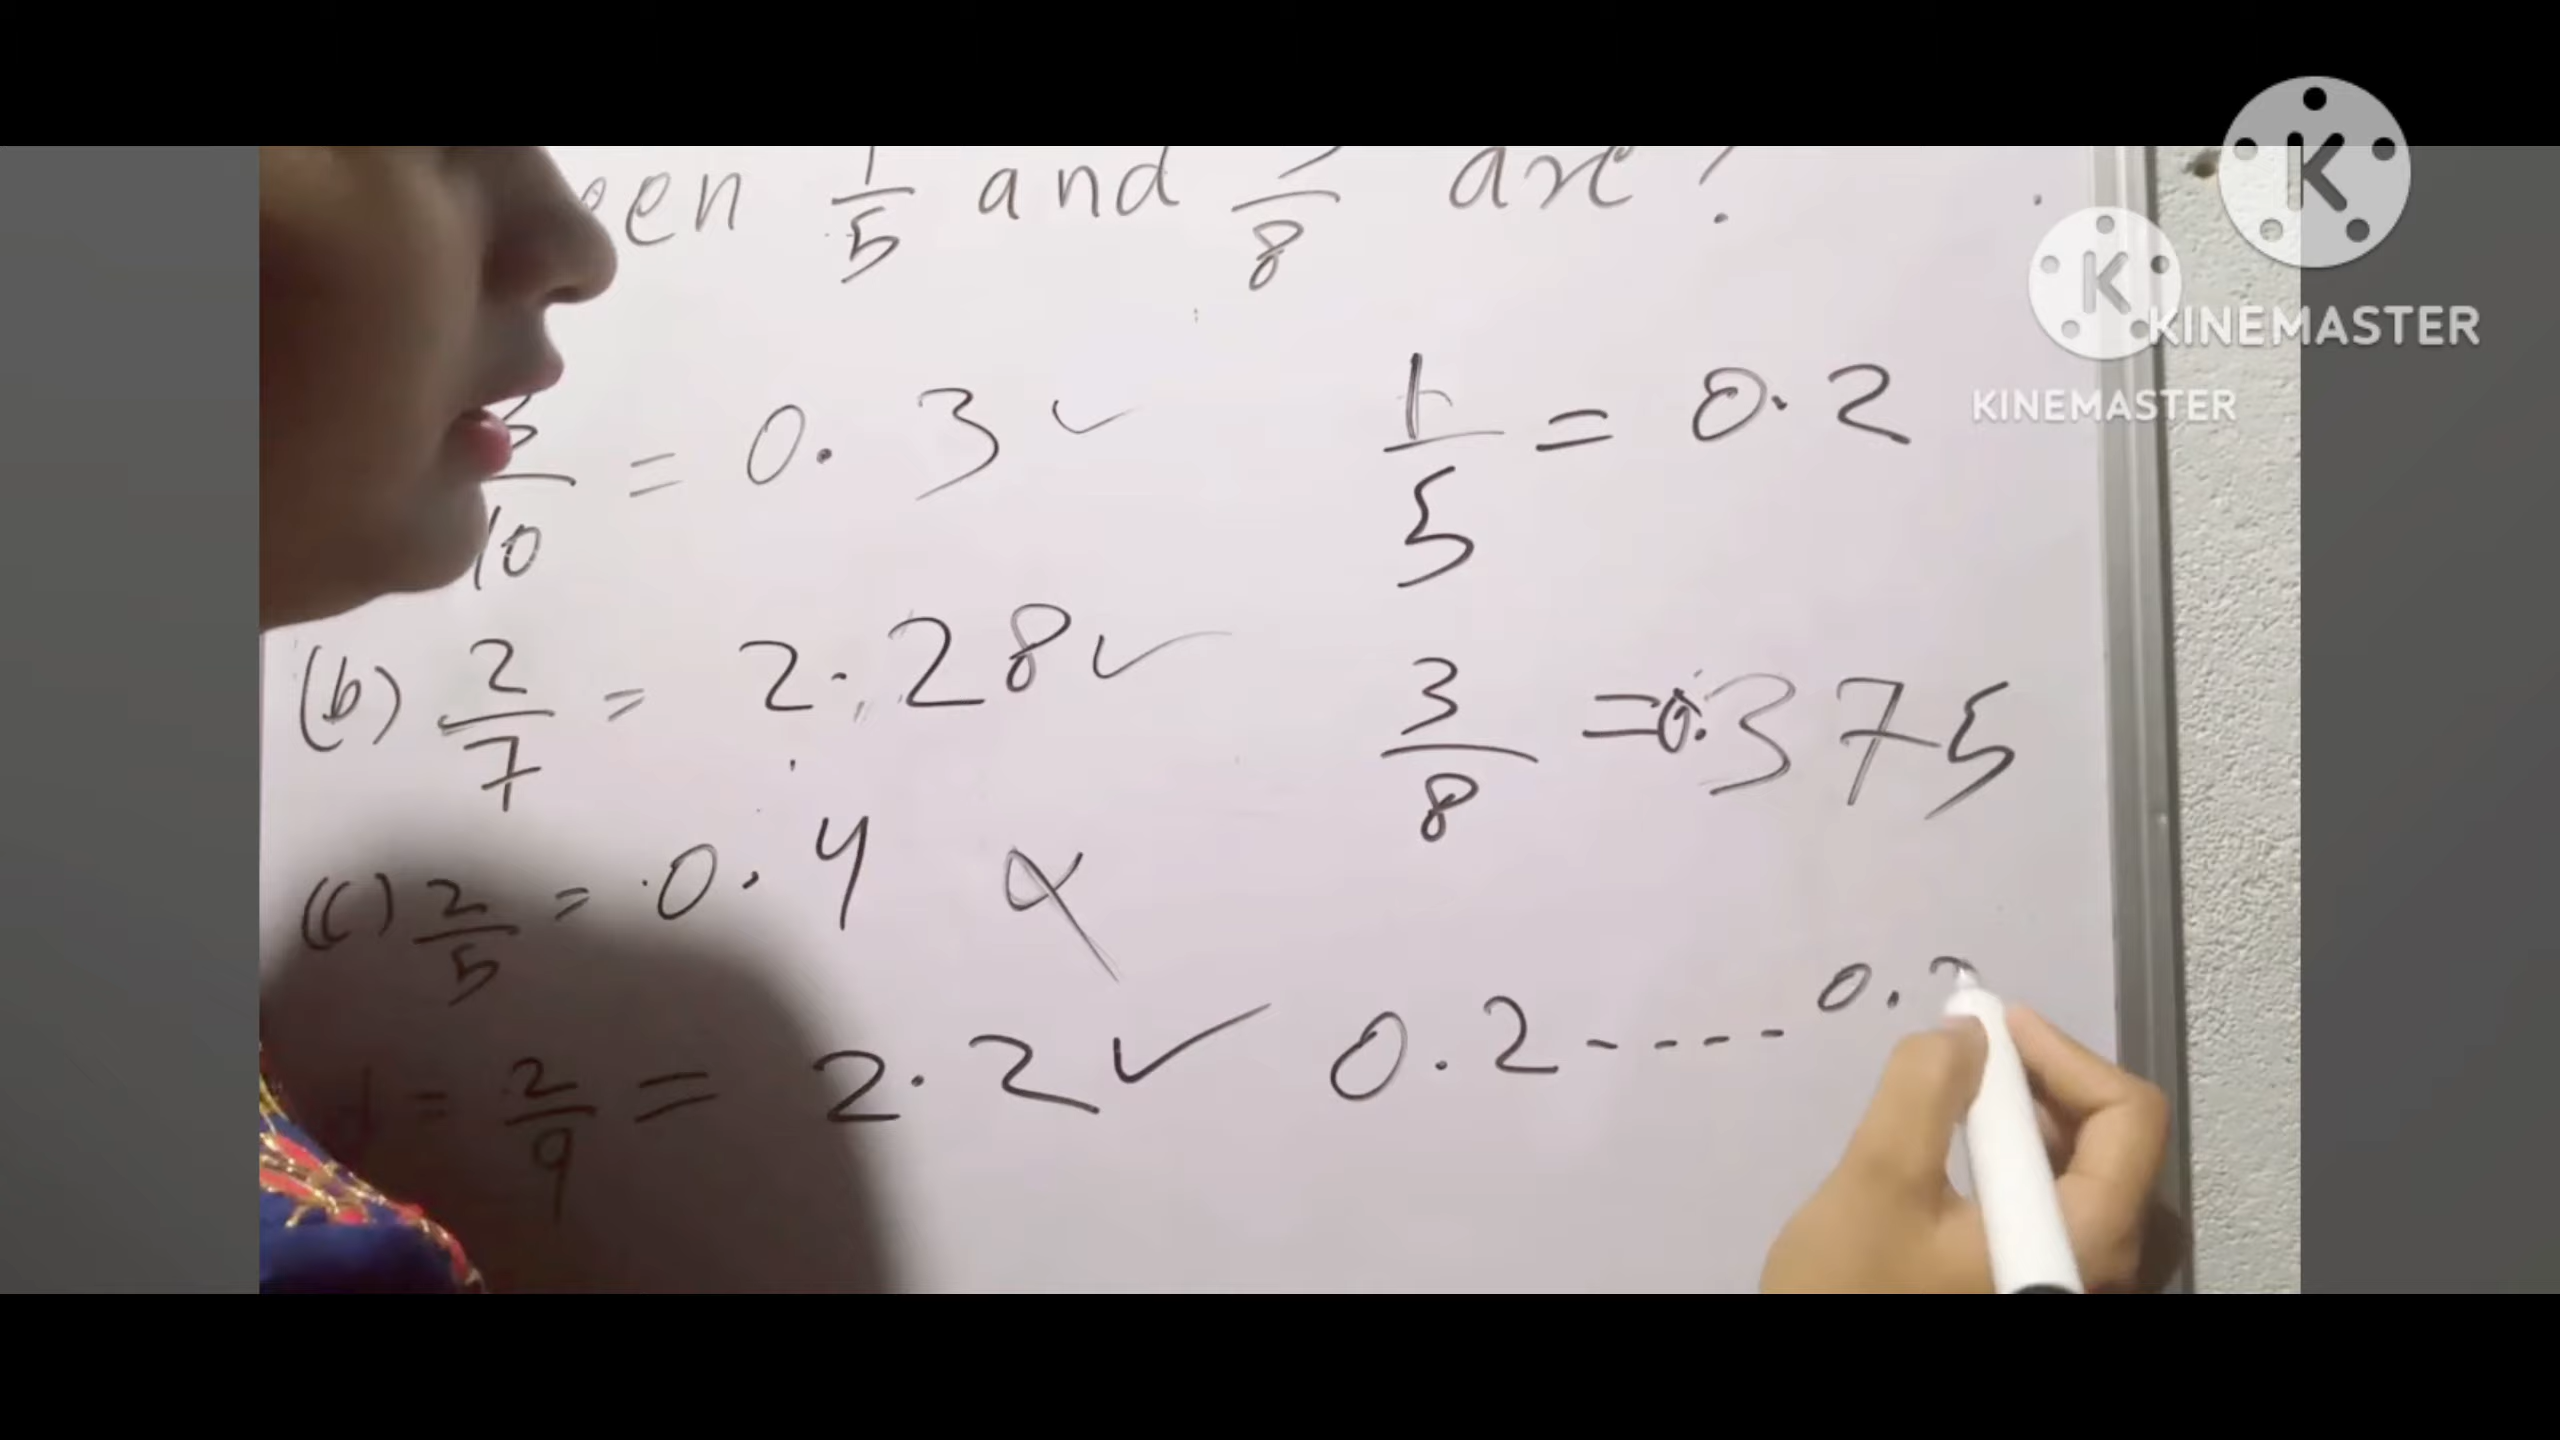 een 1/5 and 3/8 are?
3/10 = 0.3 ✓
1/5 = 0.2
(b) 2/7 = 2.28 ✓
3/8 = 0.375
(c) 2/5 = 0.4 ×
d = 2/9 = 2.2 ✓
0.2 ---- 0.
KINEMASTER
KINEMASTER